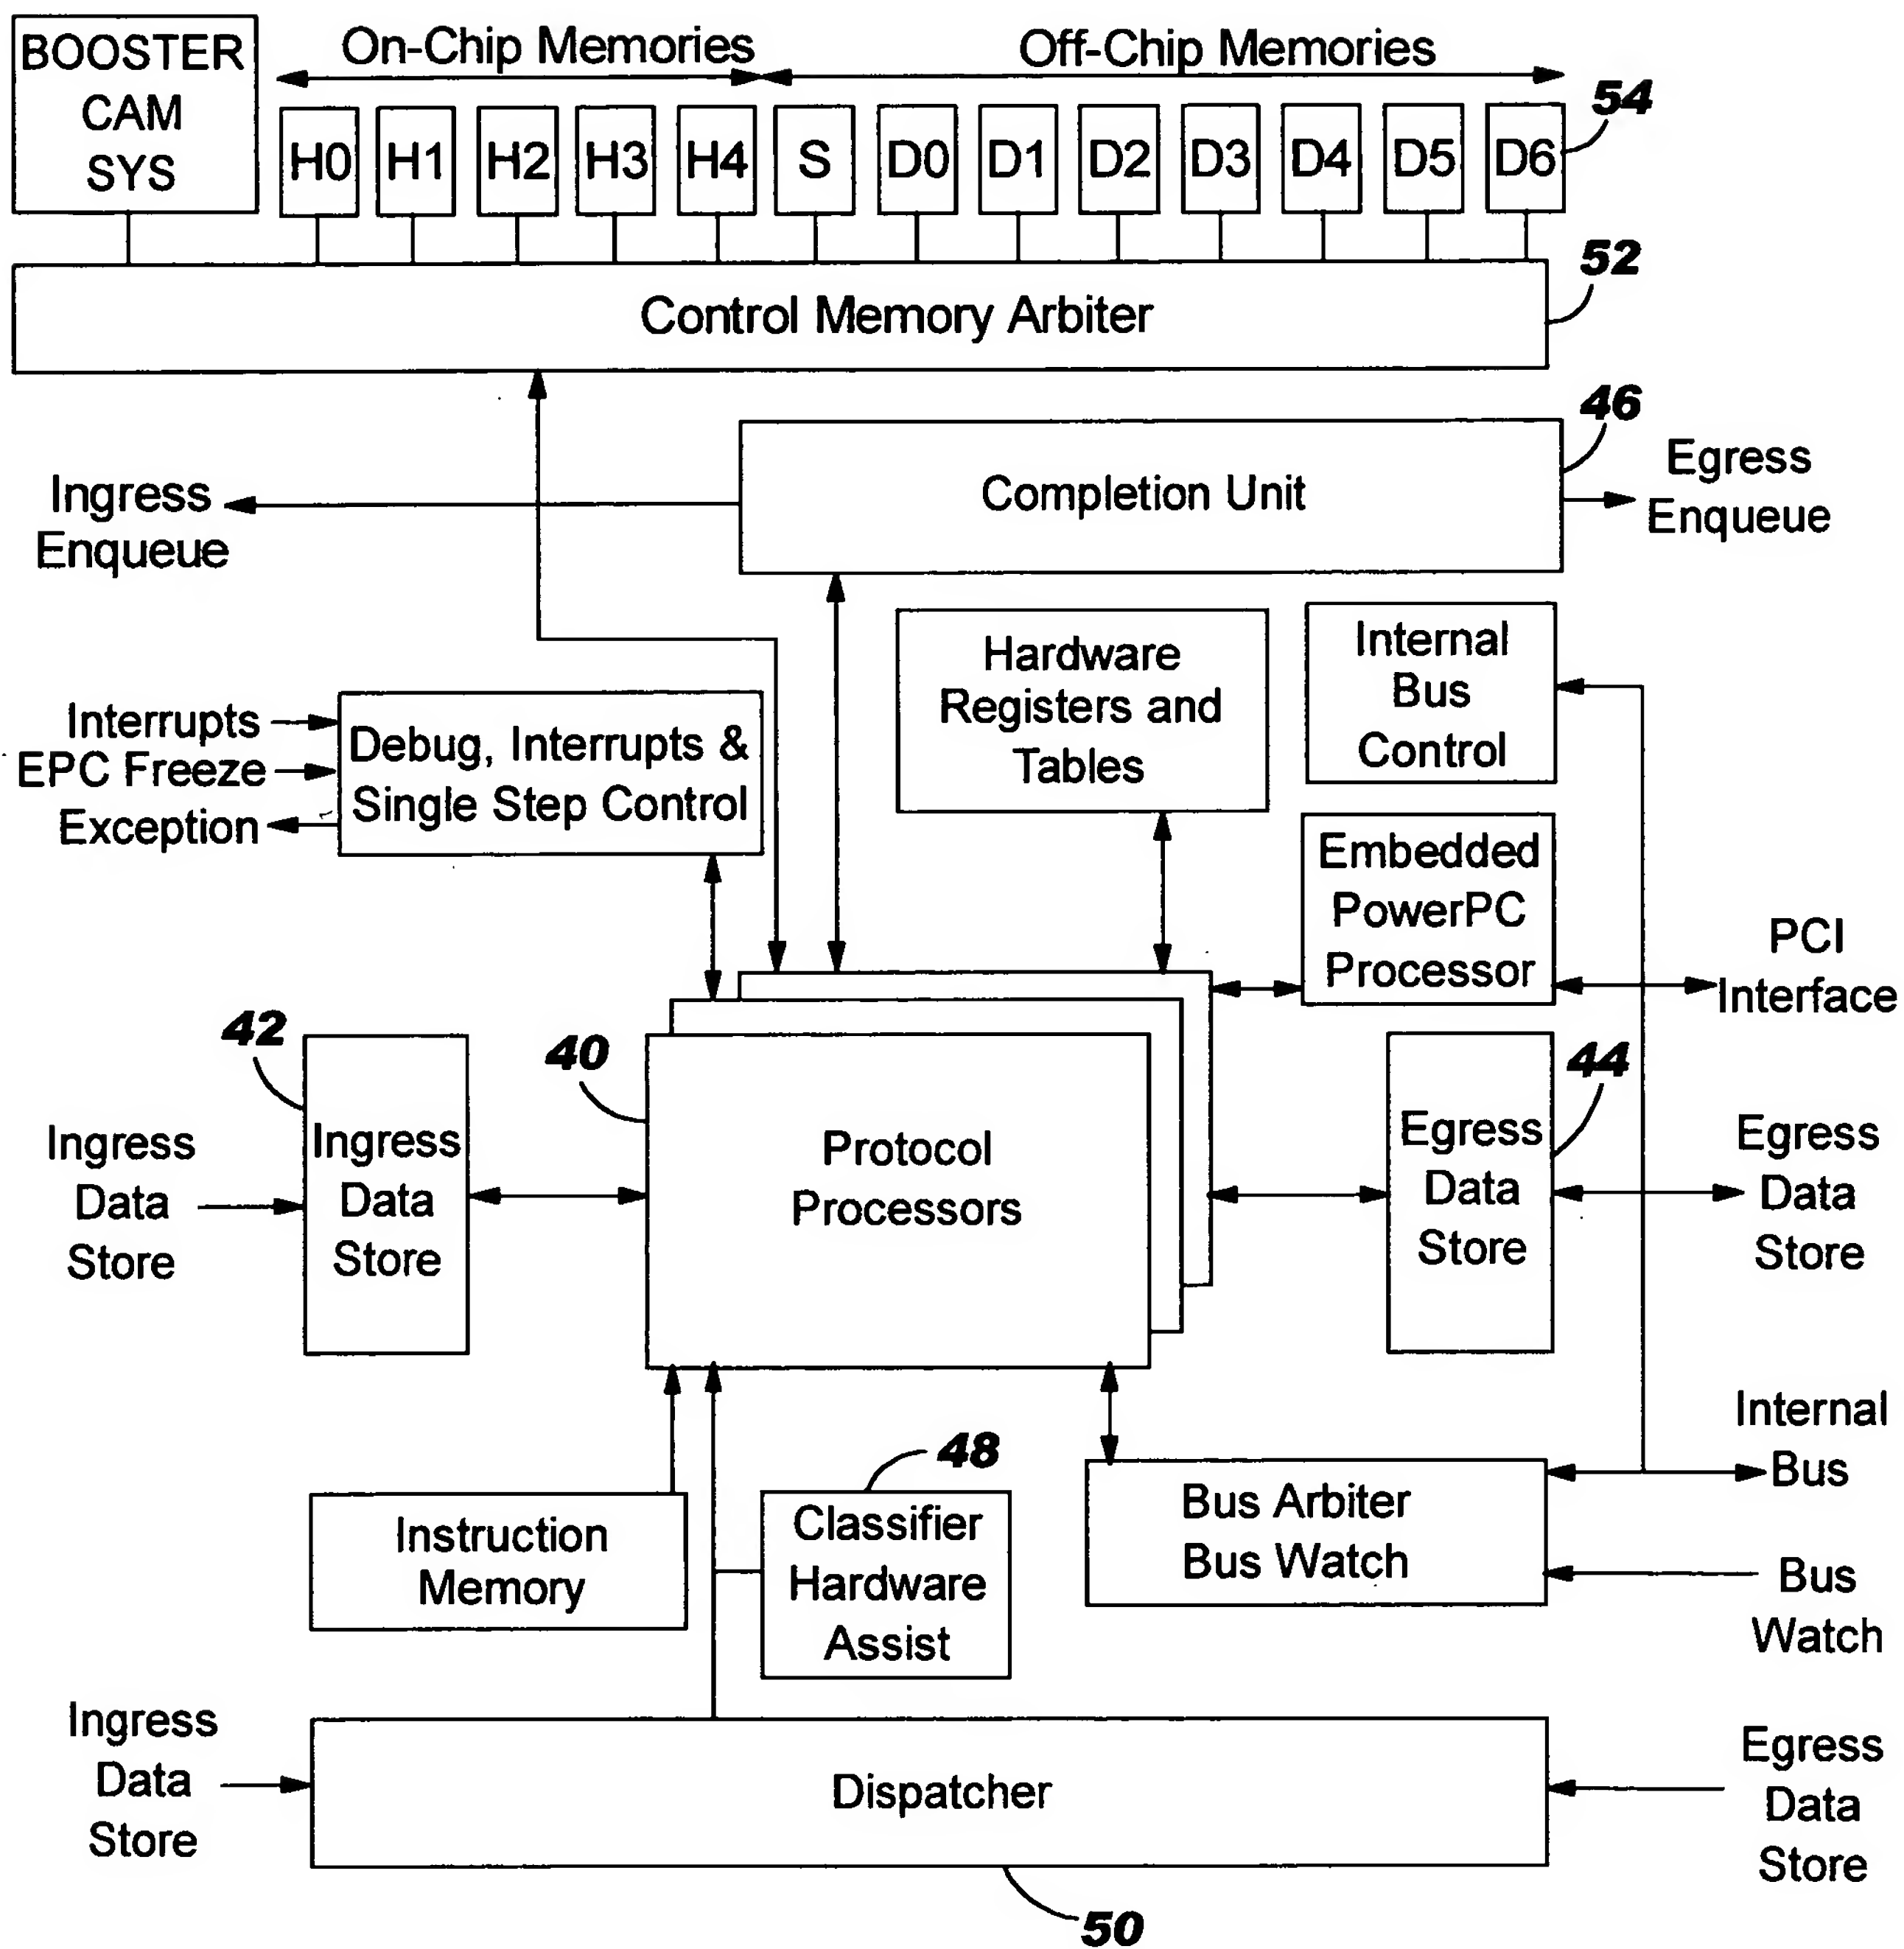 BOOSTER
CAM
SYS
On-Chip Memories
Off-Chip Memories
54
H0 H1 H2 H3 H4 S D0 D1 D2 D3 D4 D5 D6
52
Control Memory Arbiter
46
Completion Unit
Ingress
Enqueue
Egress
Enqueue
Hardware
Registers and
Tables
Internal
Bus
Control
Interrupts
EPC Freeze
Exception
Debug, Interrupts &
Single Step Control
Embedded
PowerPC
Processor
PCI
Interface
42
40
44
Ingress
Data
Store
Ingress
Data
Store
Protocol
Processors
Egress
Data
Store
Egress
Data
Store
Internal
Bus
48
Instruction
Memory
Classifier
Hardware
Assist
Bus Arbiter
Bus Watch
Bus
Watch
Ingress
Data
Store
Dispatcher
Egress
Data
Store
50